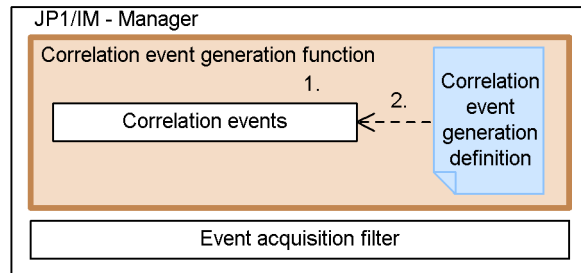 JP1/IM - Manager
Correlation event generation function
1.
Correlation events
2.
Correlation
event
generation
definition
Event acquisition filter